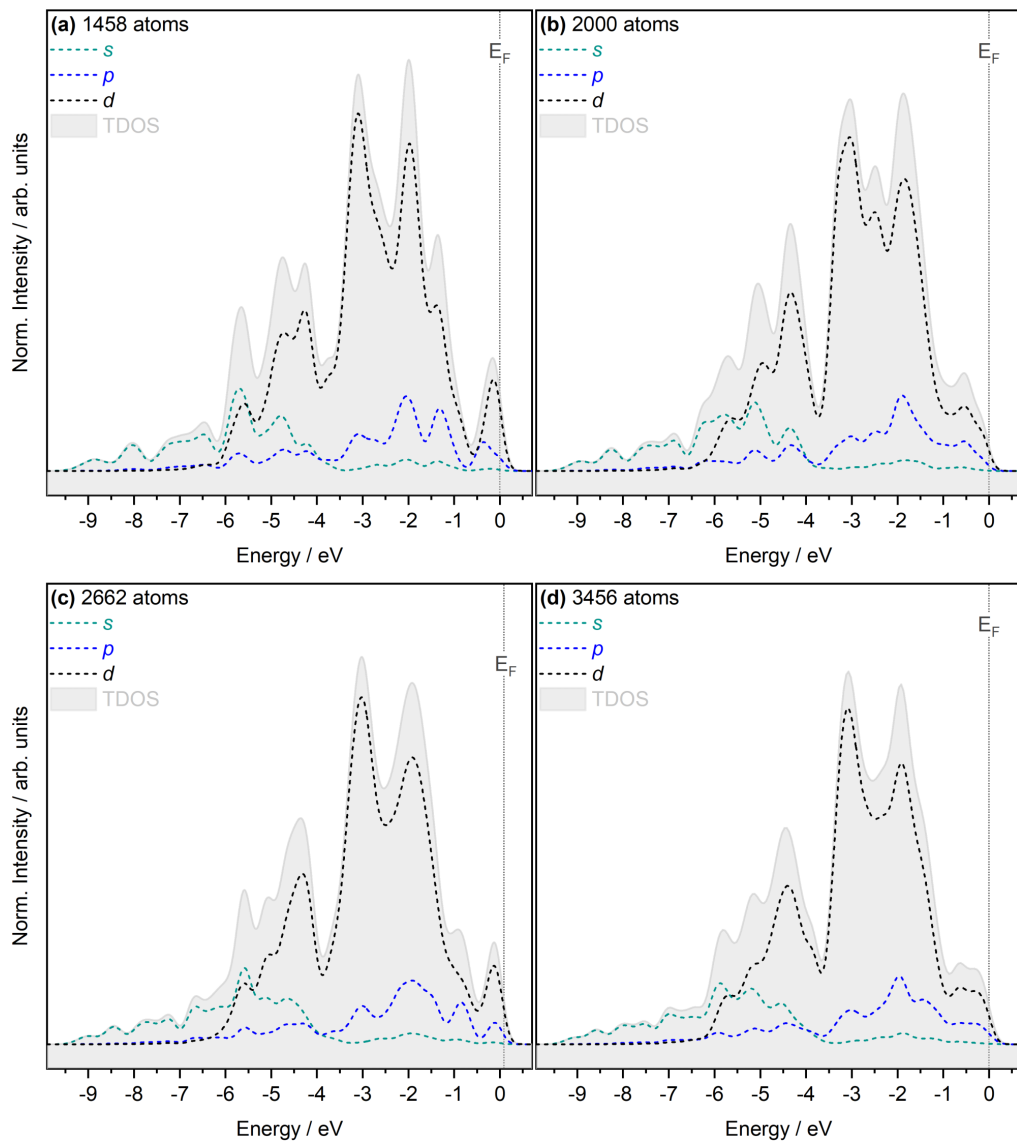 (a) 1458 atoms
s
p
d
TDOS
E_F
Norm. Intensity / arb. units
-9 -8 -7 -6 -5 -4 -3 -2 -1 0
Energy / eV
(b) 2000 atoms
s
p
d
TDOS
E_F
-9 -8 -7 -6 -5 -4 -3 -2 -1 0
Energy / eV
(c) 2662 atoms
s
p
d
TDOS
E_F
Norm. Intensity / arb. units
-9 -8 -7 -6 -5 -4 -3 -2 -1 0
Energy / eV
(d) 3456 atoms
s
p
d
TDOS
E_F
-9 -8 -7 -6 -5 -4 -3 -2 -1 0
Energy / eV